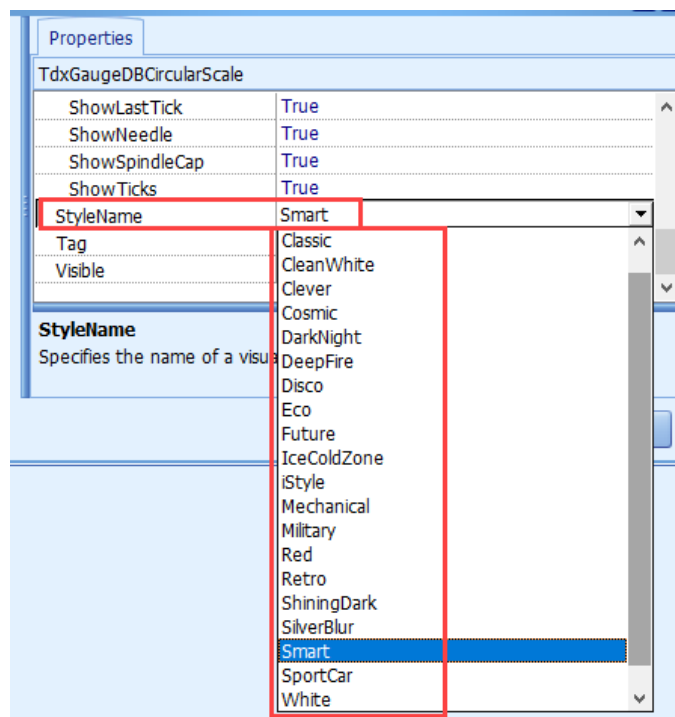 Properties
TdxGaugeDBCircularScale
ShowLastTick True
ShowNeedle True
ShowSpindleCap True
ShowTicks True
StyleName Smart
Tag
Visible
Classic
CleanWhite
Clever
Cosmic
DarkNight
DeepFire
Disco
Eco
Future
IceColdZone
iStyle
Mechanical
Military
Red
Retro
ShiningDark
SilverBlur
Smart
SportCar
White
StyleName
Specifies the name of a visua